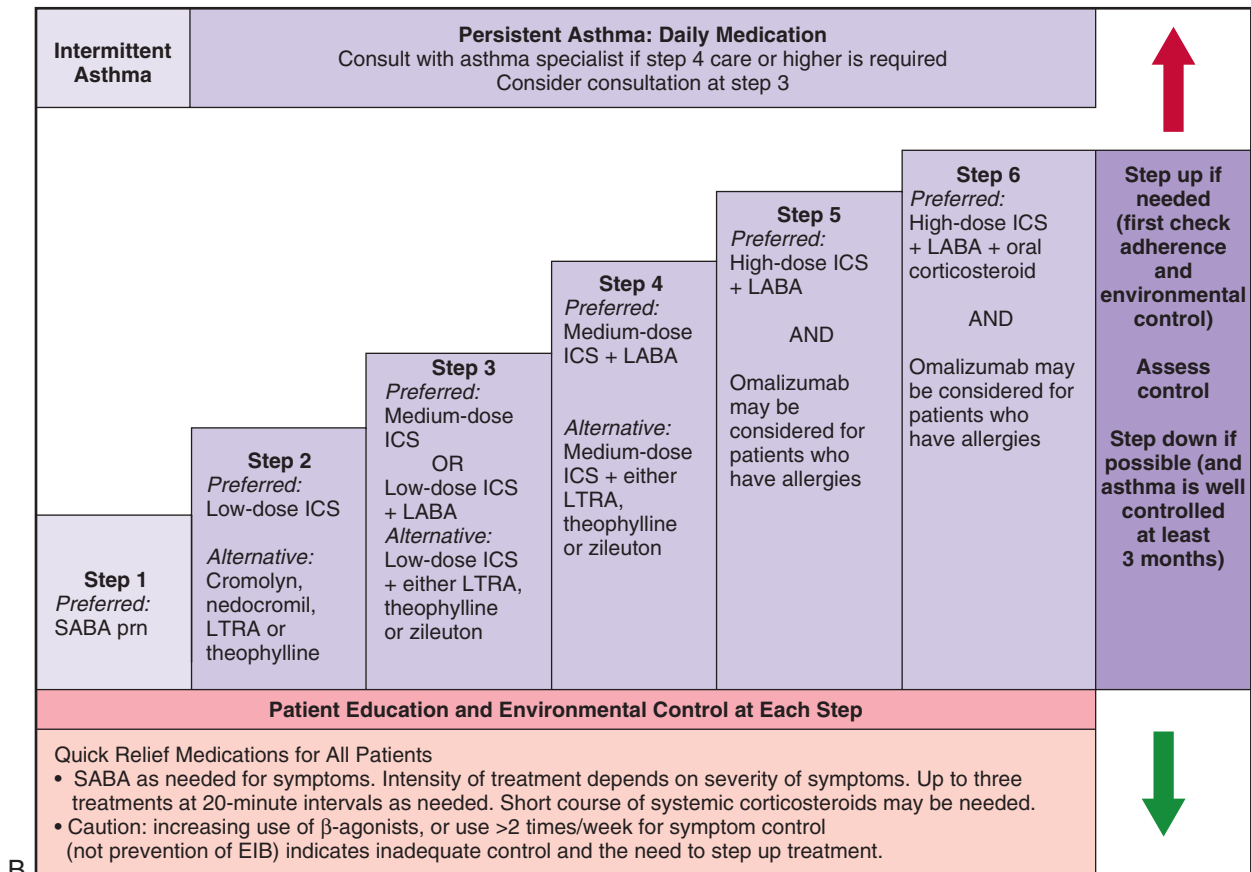 Intermittent
Asthma
Persistent Asthma: Daily Medication
Consult with asthma specialist if step 4 care or higher is required
Consider consultation at step 3
Step 1
Preferred:
SABA prn
Step 2
Preferred:
Low-dose ICS
Alternative:
Cromolyn,
nedocromil,
LTRA or
theophylline
Step 3
Preferred:
Medium-dose
ICS
OR
Low-dose ICS
+ LABA
Alternative:
Low-dose ICS
+ either LTRA,
theophylline
or zileuton
Step 4
Preferred:
Medium-dose
ICS + LABA
Alternative:
Medium-dose
ICS + either
LTRA,
theophylline
or zileuton
Step 5
Preferred:
High-dose ICS
+ LABA
AND
Omalizumab
may be
considered for
patients who
have allergies
Step 6
Preferred:
High-dose ICS
+ LABA + oral
corticosteroid
AND
Omalizumab may
be considered for
patients who
have allergies
Step up if
needed
(first check
adherence
and
environmental
control)
Assess
control
Step down if
possible (and
asthma is well
controlled
at least
3 months)
Patient Education and Environmental Control at Each Step
Quick Relief Medications for All Patients
• SABA as needed for symptoms. Intensity of treatment depends on severity of symptoms. Up to three
treatments at 20-minute intervals as needed. Short course of systemic corticosteroids may be needed.
• Caution: increasing use of β-agonists, or use >2 times/week for symptom control
(not prevention of EIB) indicates inadequate control and the need to step up treatment.
B